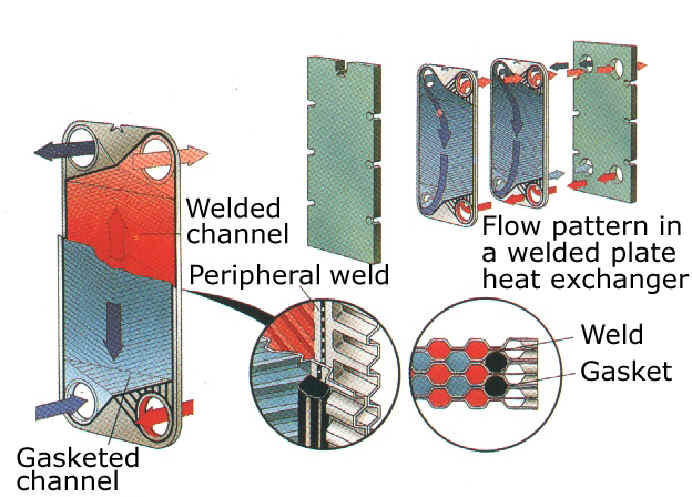 Welded
channel
Peripheral weld
Flow pattern in
a welded plate
heat exchanger
Weld
Gasket
Gasketed
channel